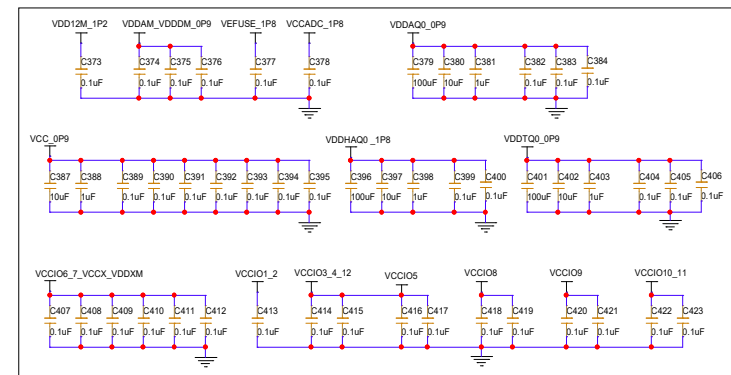 VDD12M_1P2 VDDAM_VDDDM_0P9 VEFUSE_1P8 VCCADC_1P8 VDDAQ0_0P9
C373 C374 C375 C376 C377 C378 C379 C380 C381 C382 C383 C384
0.1uF 0.1uF 0.1uF 0.1uF 0.1uF 0.1uF 100uF 10uF 1uF 0.1uF 0.1uF 0.1uF
VCC_0P9 VDDHAQ0_1P8 VDDTQ0_0P9
C387 C388 C389 C390 C391 C392 C393 C394 C395 C396 C397 C398 C399 C400 C401 C402 C403 C404 C405 C406
10uF 1uF 0.1uF 0.1uF 0.1uF 0.1uF 0.1uF 0.1uF 0.1uF 100uF 10uF 1uF 0.1uF 0.1uF 100uF 10uF 1uF 0.1uF 0.1uF 0.1uF
VCCIO6_7_VCCX_VDDXM VCCIO1_2 VCCIO3_4_12 VCCIO5 VCCIO8 VCCIO9 VCCIO10_11
C407 C408 C409 C410 C411 C412 C413 C414 C415 C416 C417 C418 C419 C420 C421 C422 C423
0.1uF 0.1uF 0.1uF 0.1uF 0.1uF 0.1uF 0.1uF 0.1uF 0.1uF 0.1uF 0.1uF 0.1uF 0.1uF 0.1uF 0.1uF 0.1uF 0.1uF